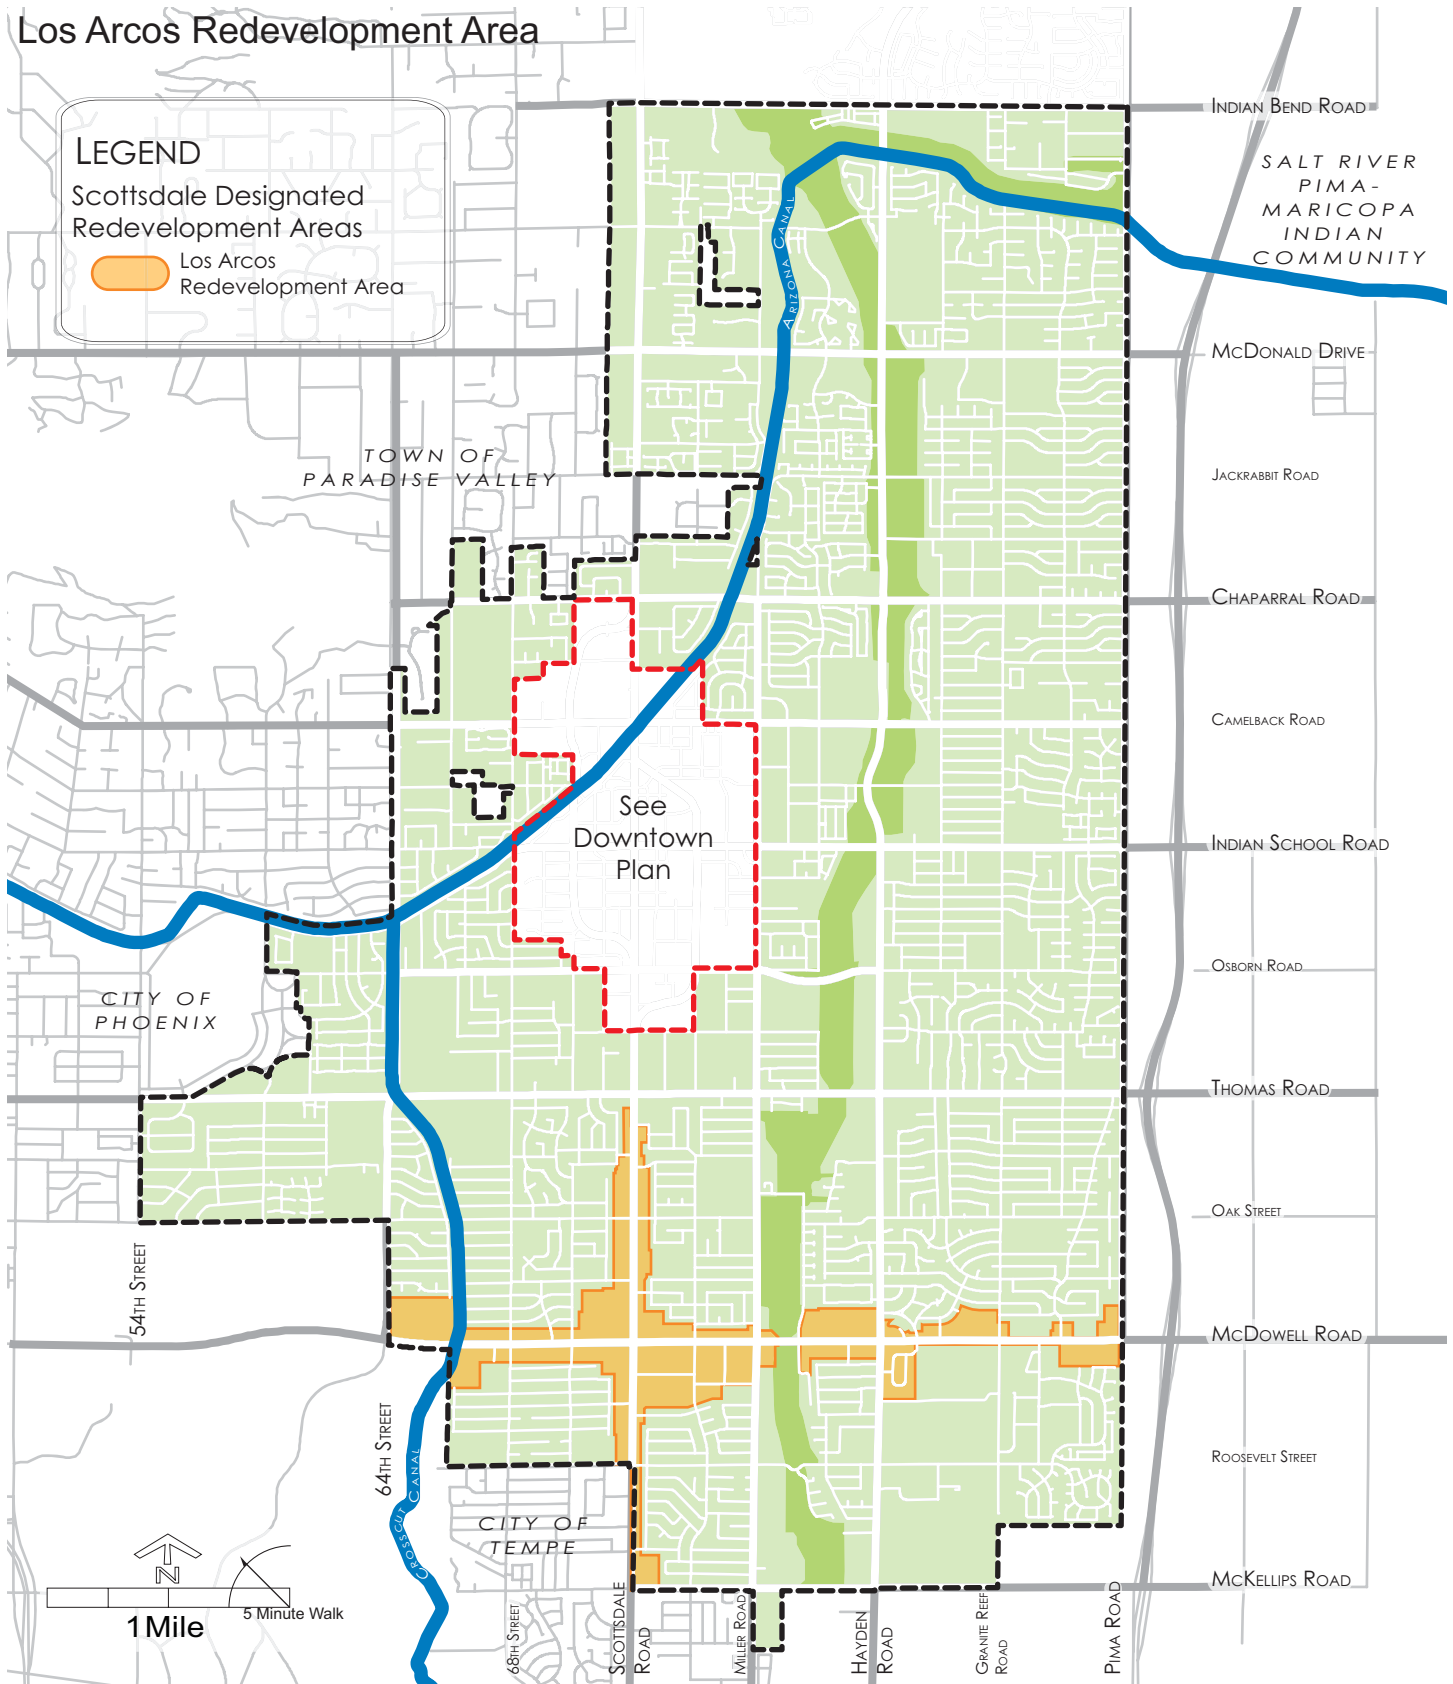 Los Arcos Redevelopment Area
LEGEND
Scottsdale Designated
Redevelopment Areas
Los Arcos
Redevelopment Area
INDIAN BEND ROAD
SALT RIVER
PIMA-
MARICOPA
INDIAN
COMMUNITY
ARIZONA CANAL
MCDONALD DRIVE
TOWN OF
PARADISE VALLEY
JACKRABBIT ROAD
CHAPARRAL ROAD
CAMELBACK ROAD
See
Downtown
Plan
INDIAN SCHOOL ROAD
OSBORN ROAD
CITY OF
PHOENIX
THOMAS ROAD
OAK STREET
54TH STREET
MCDOWELL ROAD
64TH STREET
ROOSEVELT STREET
CROSSCUT CANAL
CITY OF
TEMPE
N
1 Mile
5 Minute Walk
MCKELLIPS ROAD
68TH STREET
SCOTTSDALE
ROAD
MILLER ROAD
HAYDEN
ROAD
GRANITE REEF
ROAD
PIMA ROAD